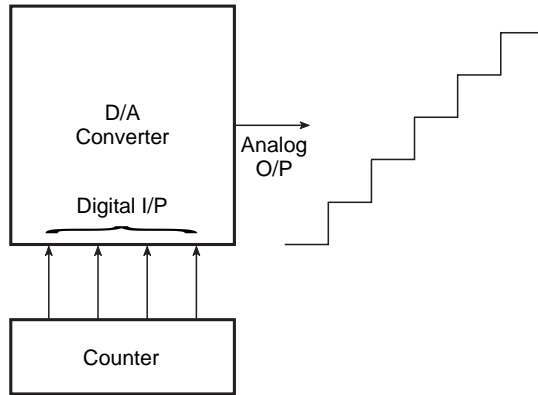 D/A
Converter
Analog
O/P
Digital I/P
Counter